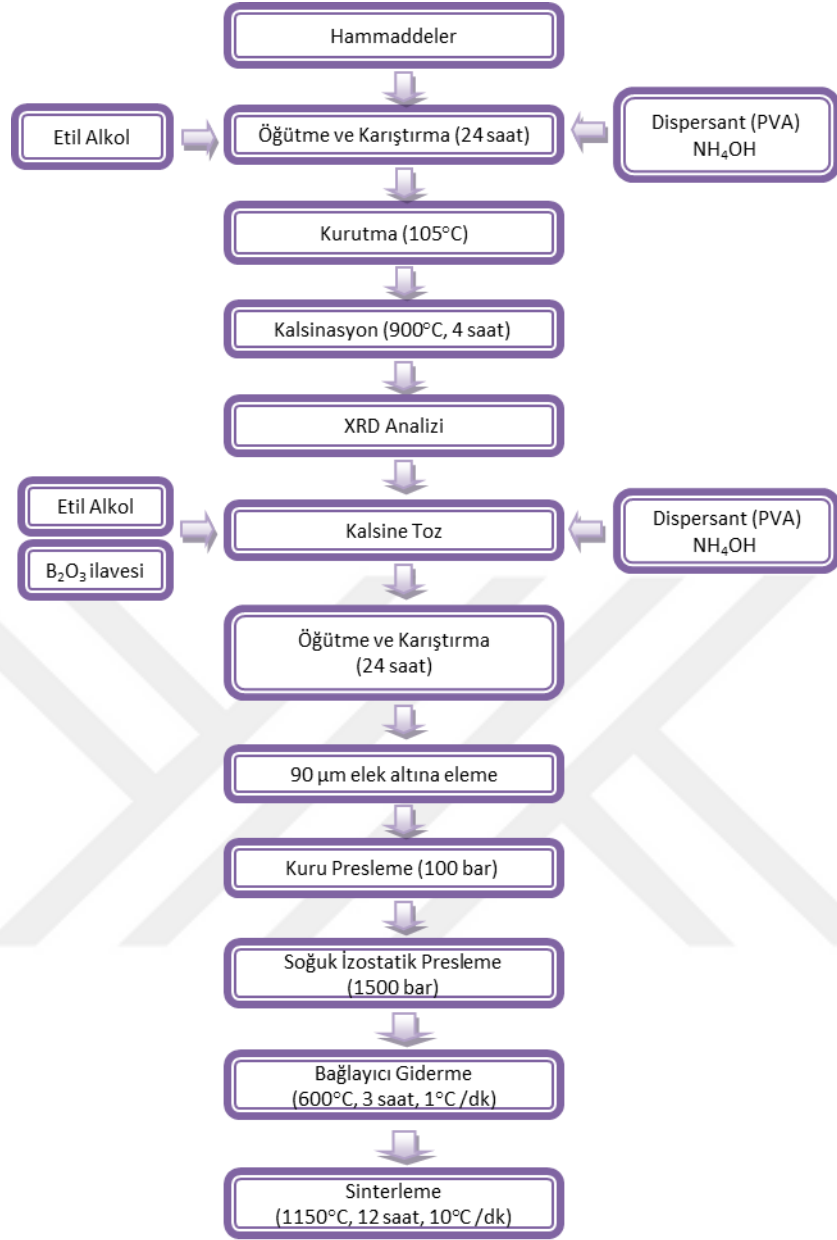 Hammaddeler
Etil Alkol
Öğütme ve Karıştırma (24 saat)
Dispersant (PVA)
NH₄OH
Kurutma (105°C)
Kalsinasyon (900°C, 4 saat)
XRD Analizi
Etil Alkol
B₂O₃ ilavesi
Kalsine Toz
Dispersant (PVA)
NH₄OH
Öğütme ve Karıştırma
(24 saat)
90 µm elek altına eleme
Kuru Presleme (100 bar)
Soğuk İzostatik Presleme
(1500 bar)
Bağlayıcı Giderme
(600°C, 3 saat, 1°C /dk)
Sinterleme
(1150°C, 12 saat, 10°C /dk)